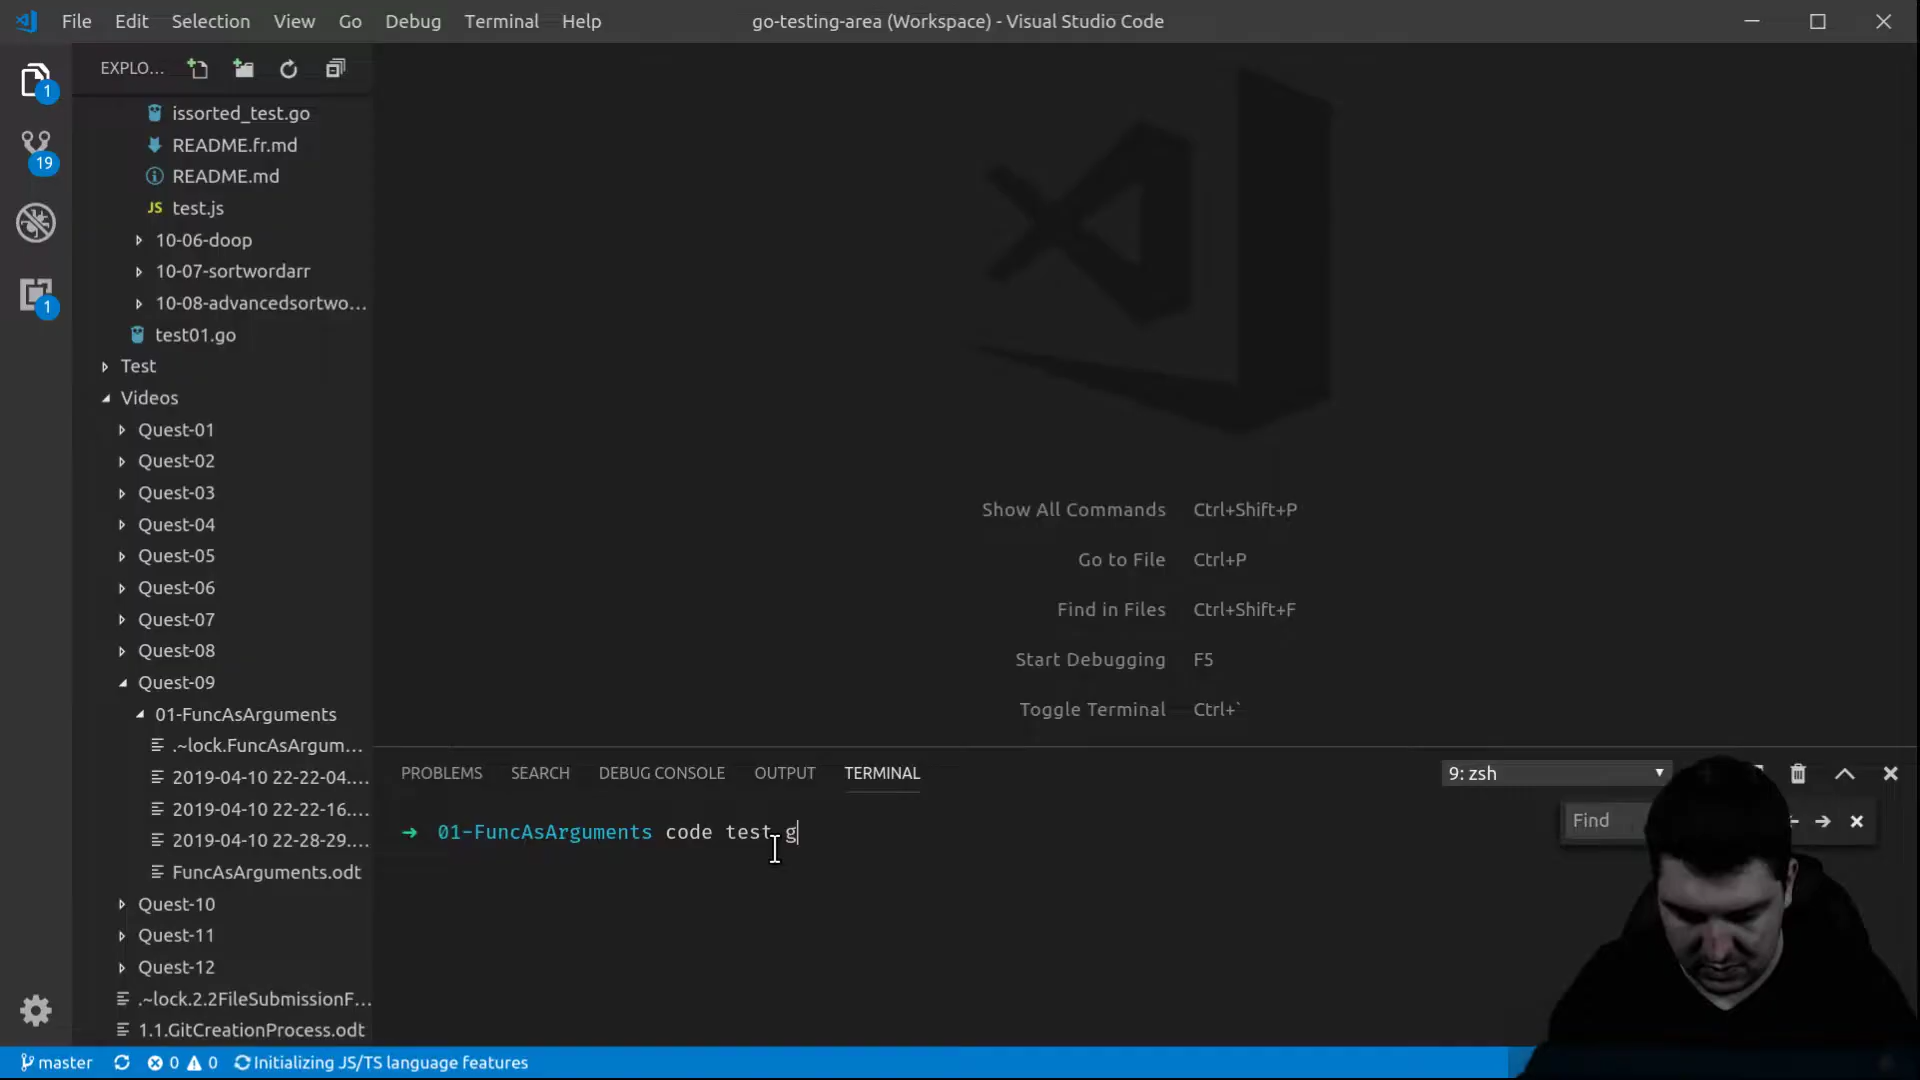 File Edit Selection View Go Debug Terminal Help
go-testing-area (Workspace) - Visual Studio Code
EXPLO...
1
19
1
issorted_test.go
README.fr.md
README.md
JS test.js
10-06-doop
10-07-sortwordarr
10-08-advancedsortwo...
test01.go
Test
Videos
Quest-01
Quest-02
Quest-03
Quest-04
Quest-05
Quest-06
Quest-07
Quest-08
Quest-09
01-FuncAsArguments
.~lock.FuncAsArgum...
2019-04-10 22-22-04....
2019-04-10 22-22-16....
2019-04-10 22-28-29....
FuncAsArguments.odt
Quest-10
Quest-11
Quest-12
.~lock.2.2FileSubmissionF...
1.1.GitCreationProcess.odt
Show All Commands Ctrl+Shift+P
Go to File Ctrl+P
Find in Files Ctrl+Shift+F
Start Debugging F5
Toggle Terminal Ctrl+`
PROBLEMS SEARCH DEBUG CONSOLE OUTPUT TERMINAL
9: zsh
Find
➜ 01-FuncAsArguments code test.g
master 0 0 Initializing JS/TS language features